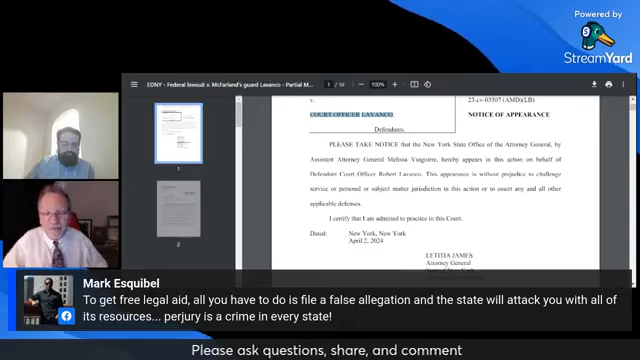 Powered by
StreamYard
EDNY - Federal lawsuit v. McFarland's guard Lavanco - Partial M...
1 / 38
100%
v.
23-cv-03507 (AMD)(LB)
COURT OFFICER LAVANCO,
NOTICE OF APPEARANCE
Defendants.
PLEASE TAKE NOTICE that the New York State Office of the Attorney General, by
Assistant Attorney General Melissa Ysaguirre, hereby appears in this action on behalf of
Defendant Court Officer Robert Lavanco. This appearance is without prejudice to challenge
service or personal or subject matter jurisdiction in this action or to assert any and all other
applicable defenses.
I certify that I am admitted to practice in this Court.
Dated: New York, New York
April 2, 2024
LETITIA JAMES
Attorney General
1
2
Mark Esquibel
To get free legal aid, all you have to do is file a false allegation and the state will attack you with all of
its resources... perjury is a crime in every state!
Please ask questions, share, and comment